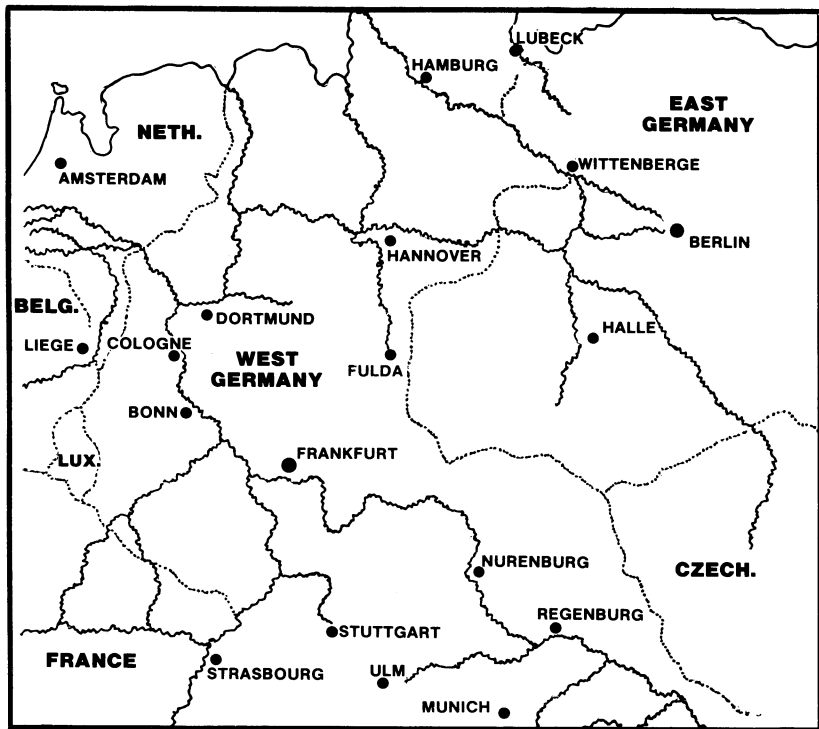 LUBECK
HAMBURG
EAST
GERMANY
NETH.
WITTENBERGE
AMSTERDAM
BERLIN
HANNOVER
BELG.
DORTMUND
HALLE
LIEGE
COLOGNE
WEST
GERMANY
FULDA
BONN
FRANKFURT
LUX.
NURENBURG
CZECH.
REGENBURG
STUTTGART
FRANCE
STRASBOURG
ULM
MUNICH